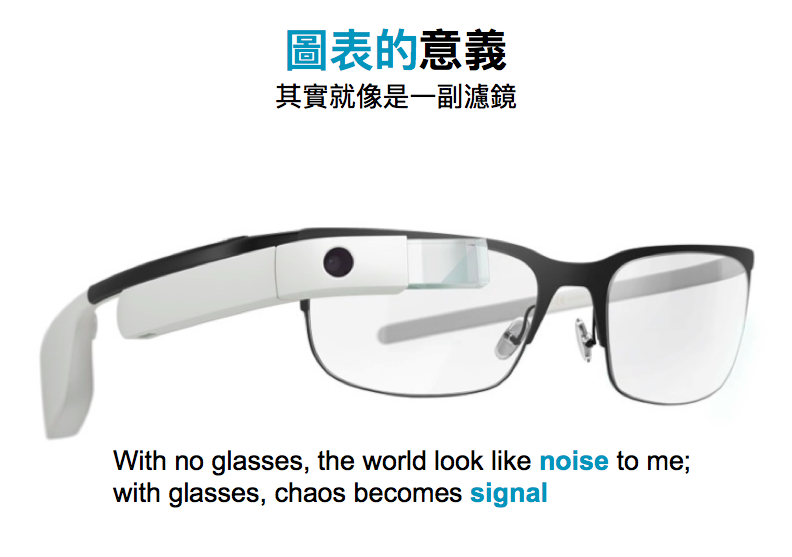 圖表的意義
其實就像是一副濾鏡
With no glasses, the world look like noise to me;
with glasses, chaos becomes signal